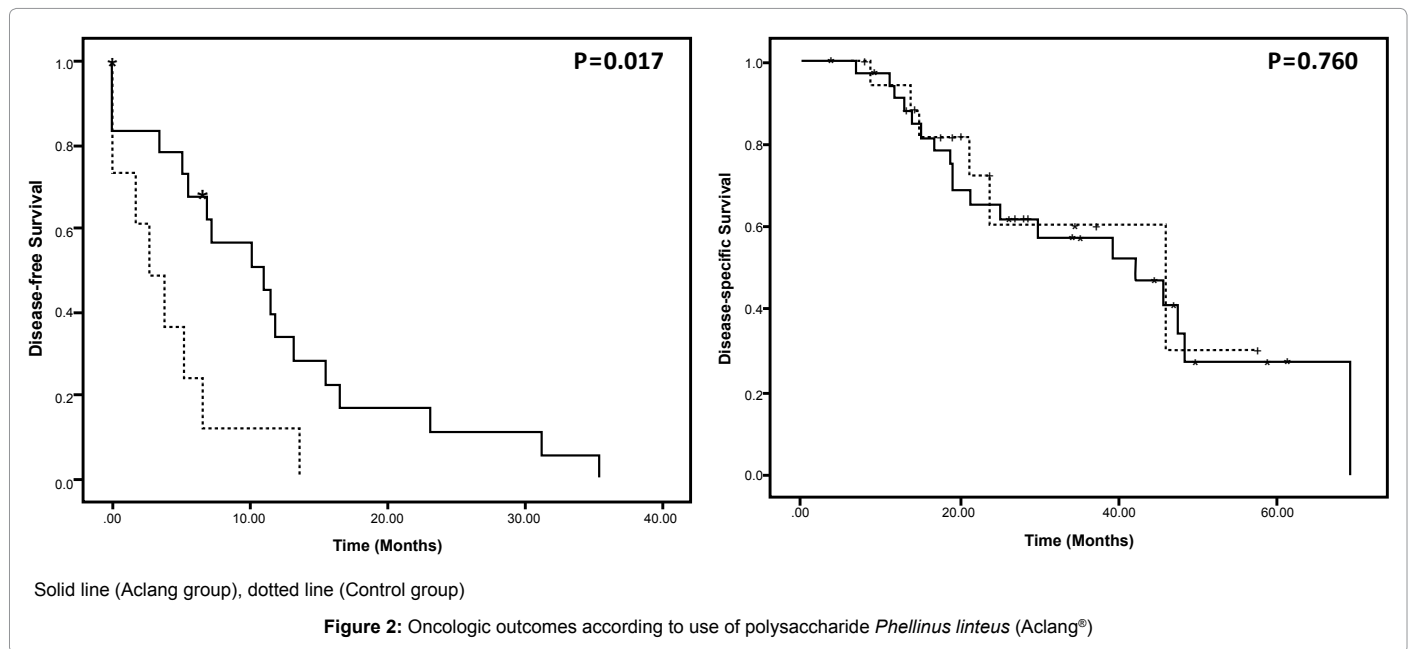 P=0.017
Disease-free Survival
1.0
0.8
0.6
0.4
0.2
0.0
.00 10.00 20.00 30.00 40.00
Time (Months)
P=0.760
Disease-specific Survival
1.0
0.8
0.6
0.4
0.2
0.0
.00 20.00 40.00 60.00
Time (Months)
Solid line (Aclang group), dotted line (Control group)
Figure 2: Oncologic outcomes according to use of polysaccharide Phellinus linteus (Aclang®)